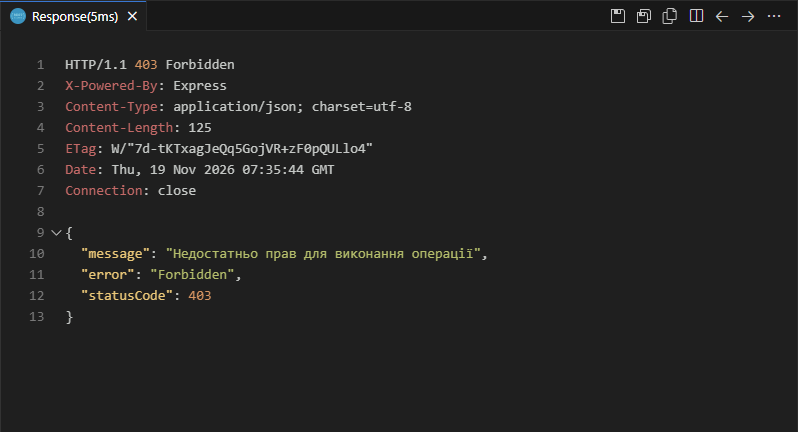 Response(5ms)
1 HTTP/1.1 403 Forbidden
2 X-Powered-By: Express
3 Content-Type: application/json; charset=utf-8
4 Content-Length: 125
5 ETag: W/"7d-tKTxagJeQq5GojVR+zF0pQULlo4"
6 Date: Thu, 19 Nov 2026 07:35:44 GMT
7 Connection: close
8
9 {
10 "message": "Недостатньо прав для виконання операції",
11 "error": "Forbidden",
12 "statusCode": 403
13 }